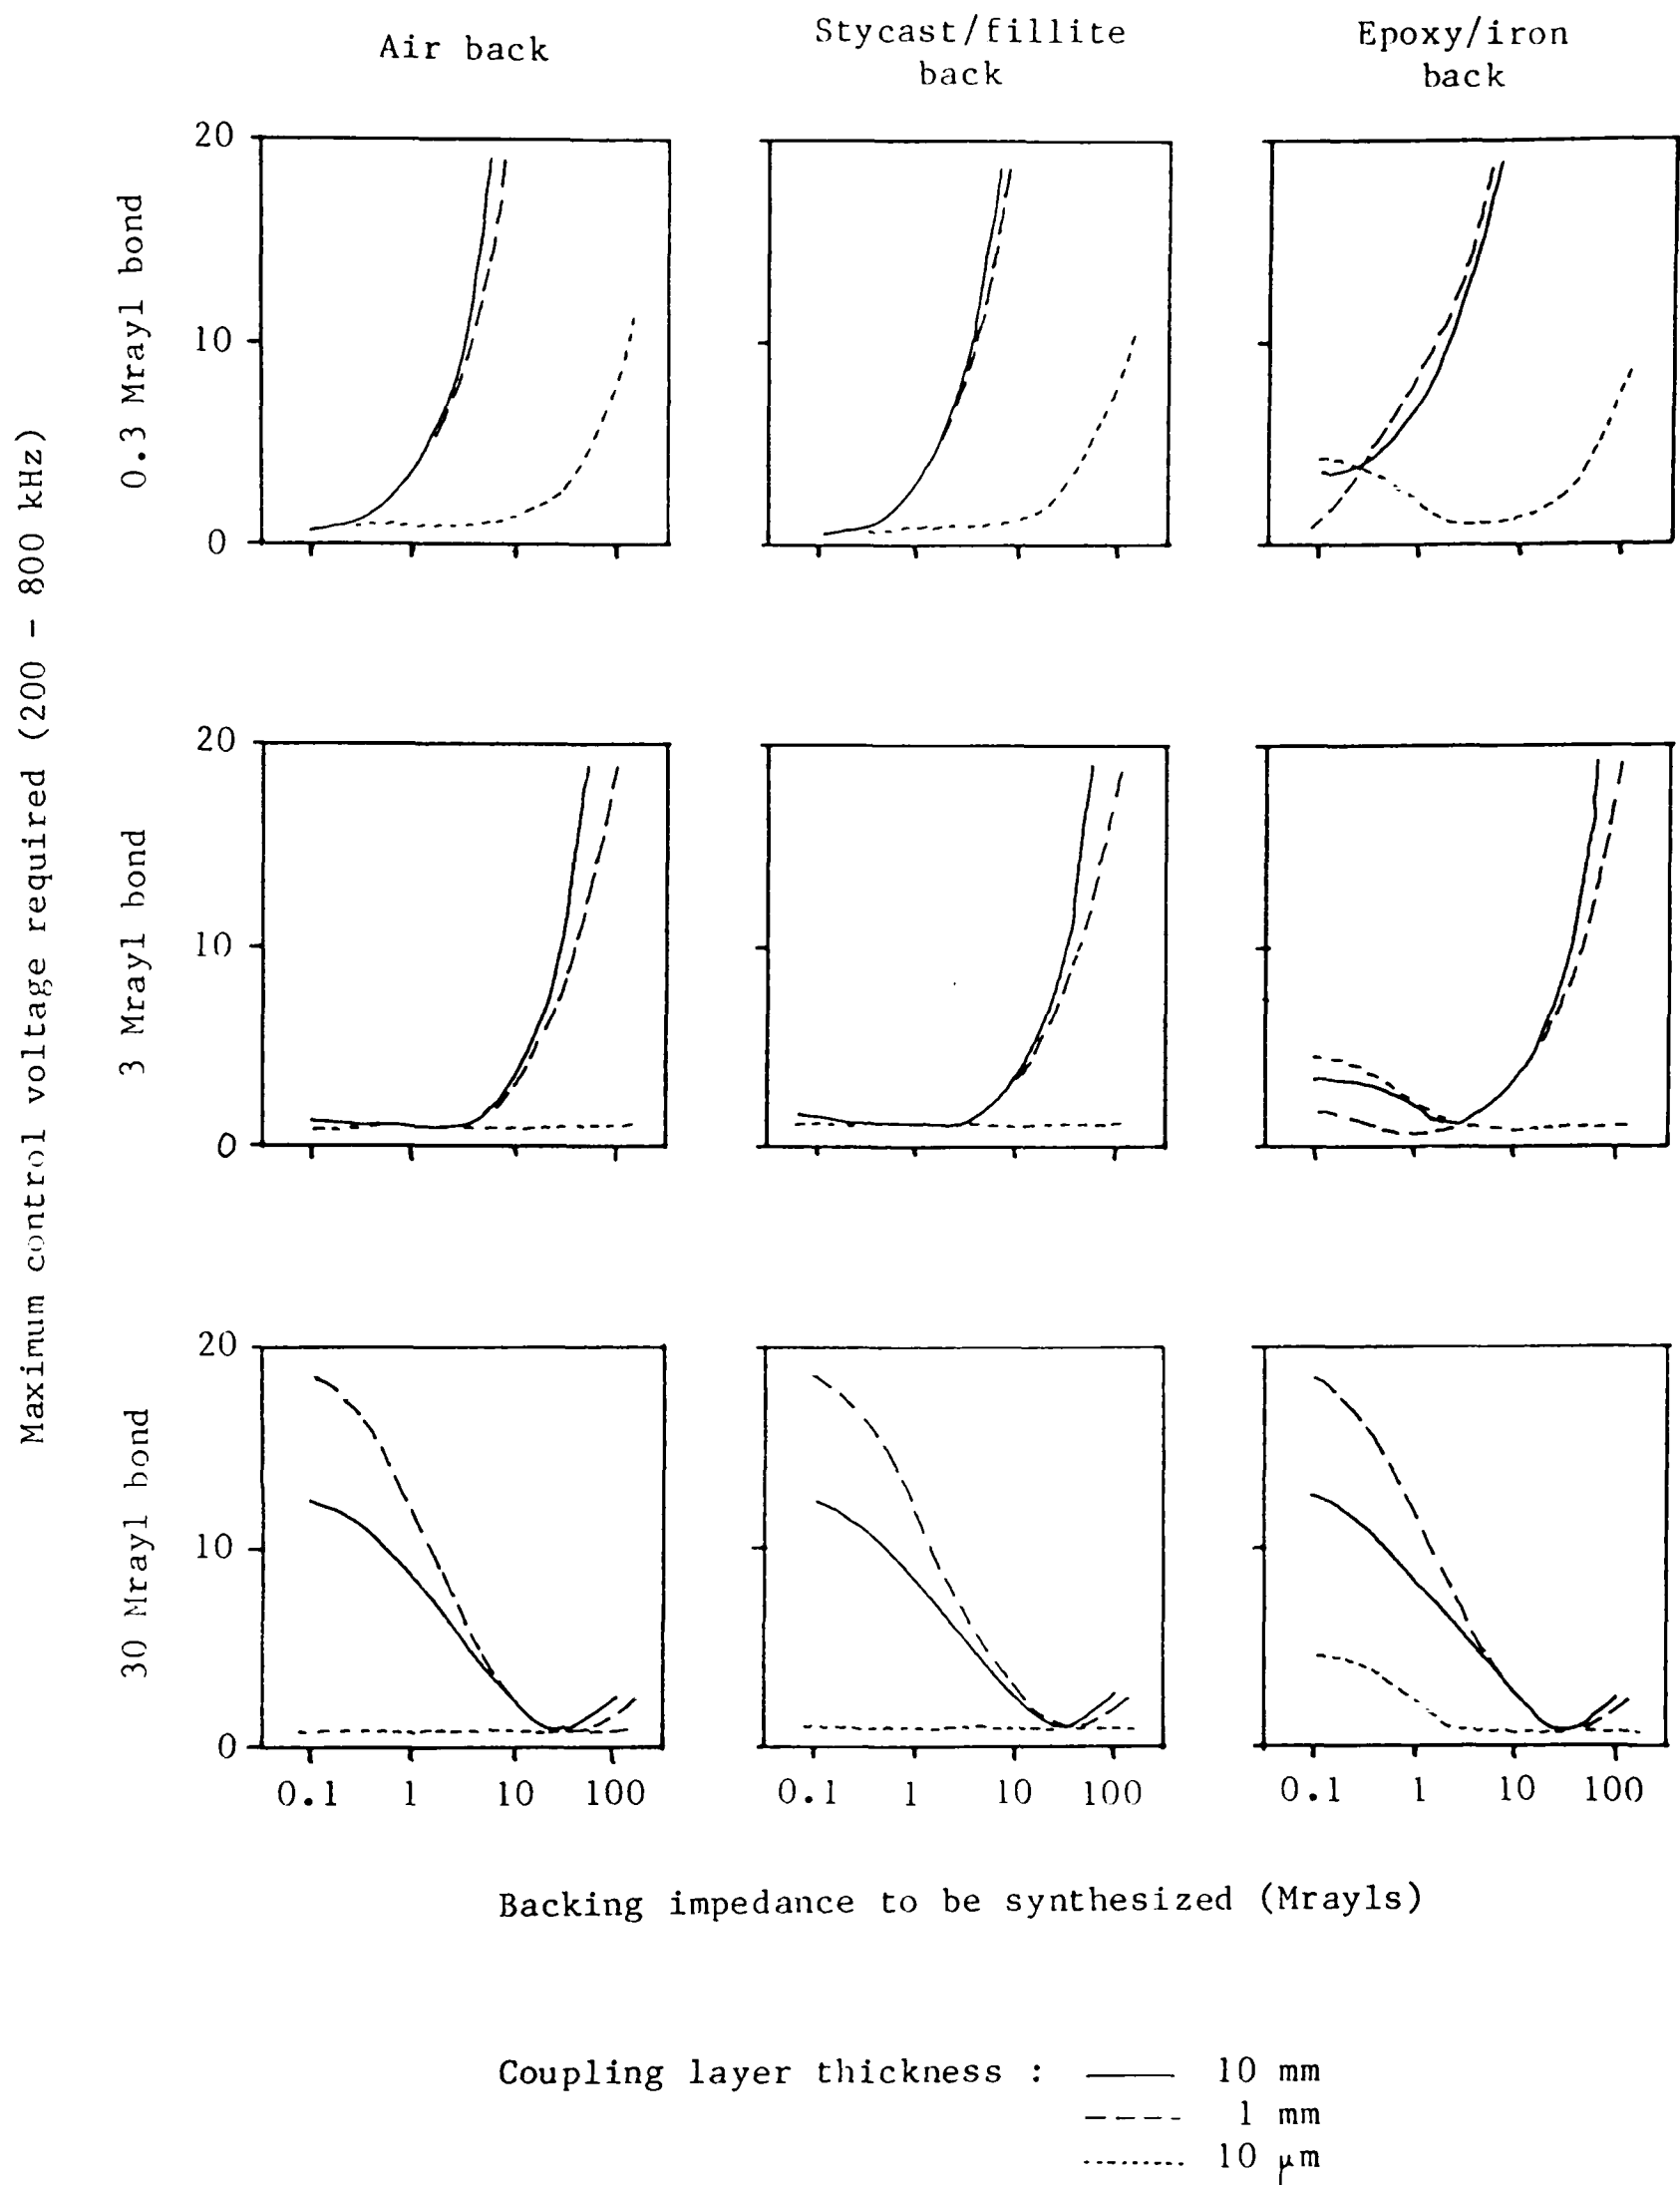 Air back
Stycast/fillite
back
Epoxy/iron
back
Maximum control voltage required (200 - 800 kHz)
0.3 Mrayl bond
20
10
0
3 Mrayl bond
20
10
0
30 Mrayl bond
20
10
0
0.1 1 10 100
0.1 1 10 100
0.1 1 10 100
Backing impedance to be synthesized (Mrayls)
Coupling layer thickness : 10 mm
1 mm
10 μm